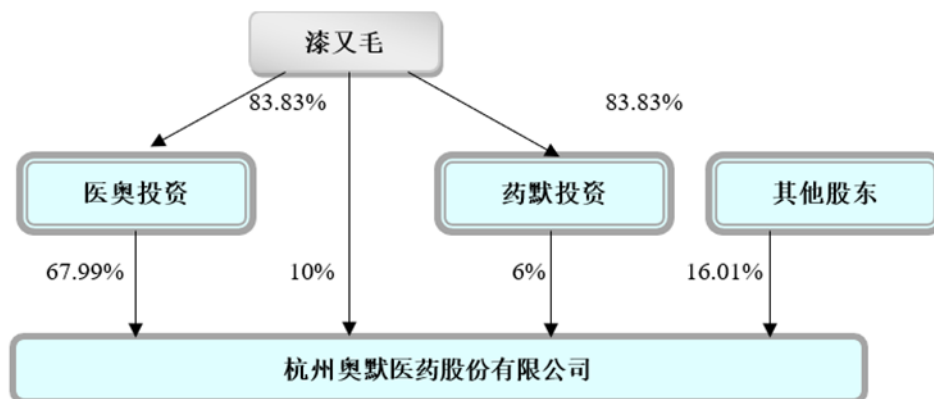 漆又毛
83.83%
83.83%
医奥投资
药默投资
其他股东
67.99%
10%
6%
16.01%
杭州奥默医药股份有限公司